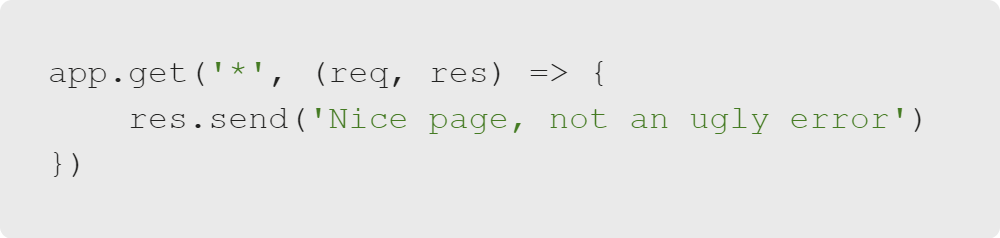 app.get('*', (req, res) => {
    res.send('Nice page, not an ugly error')
})